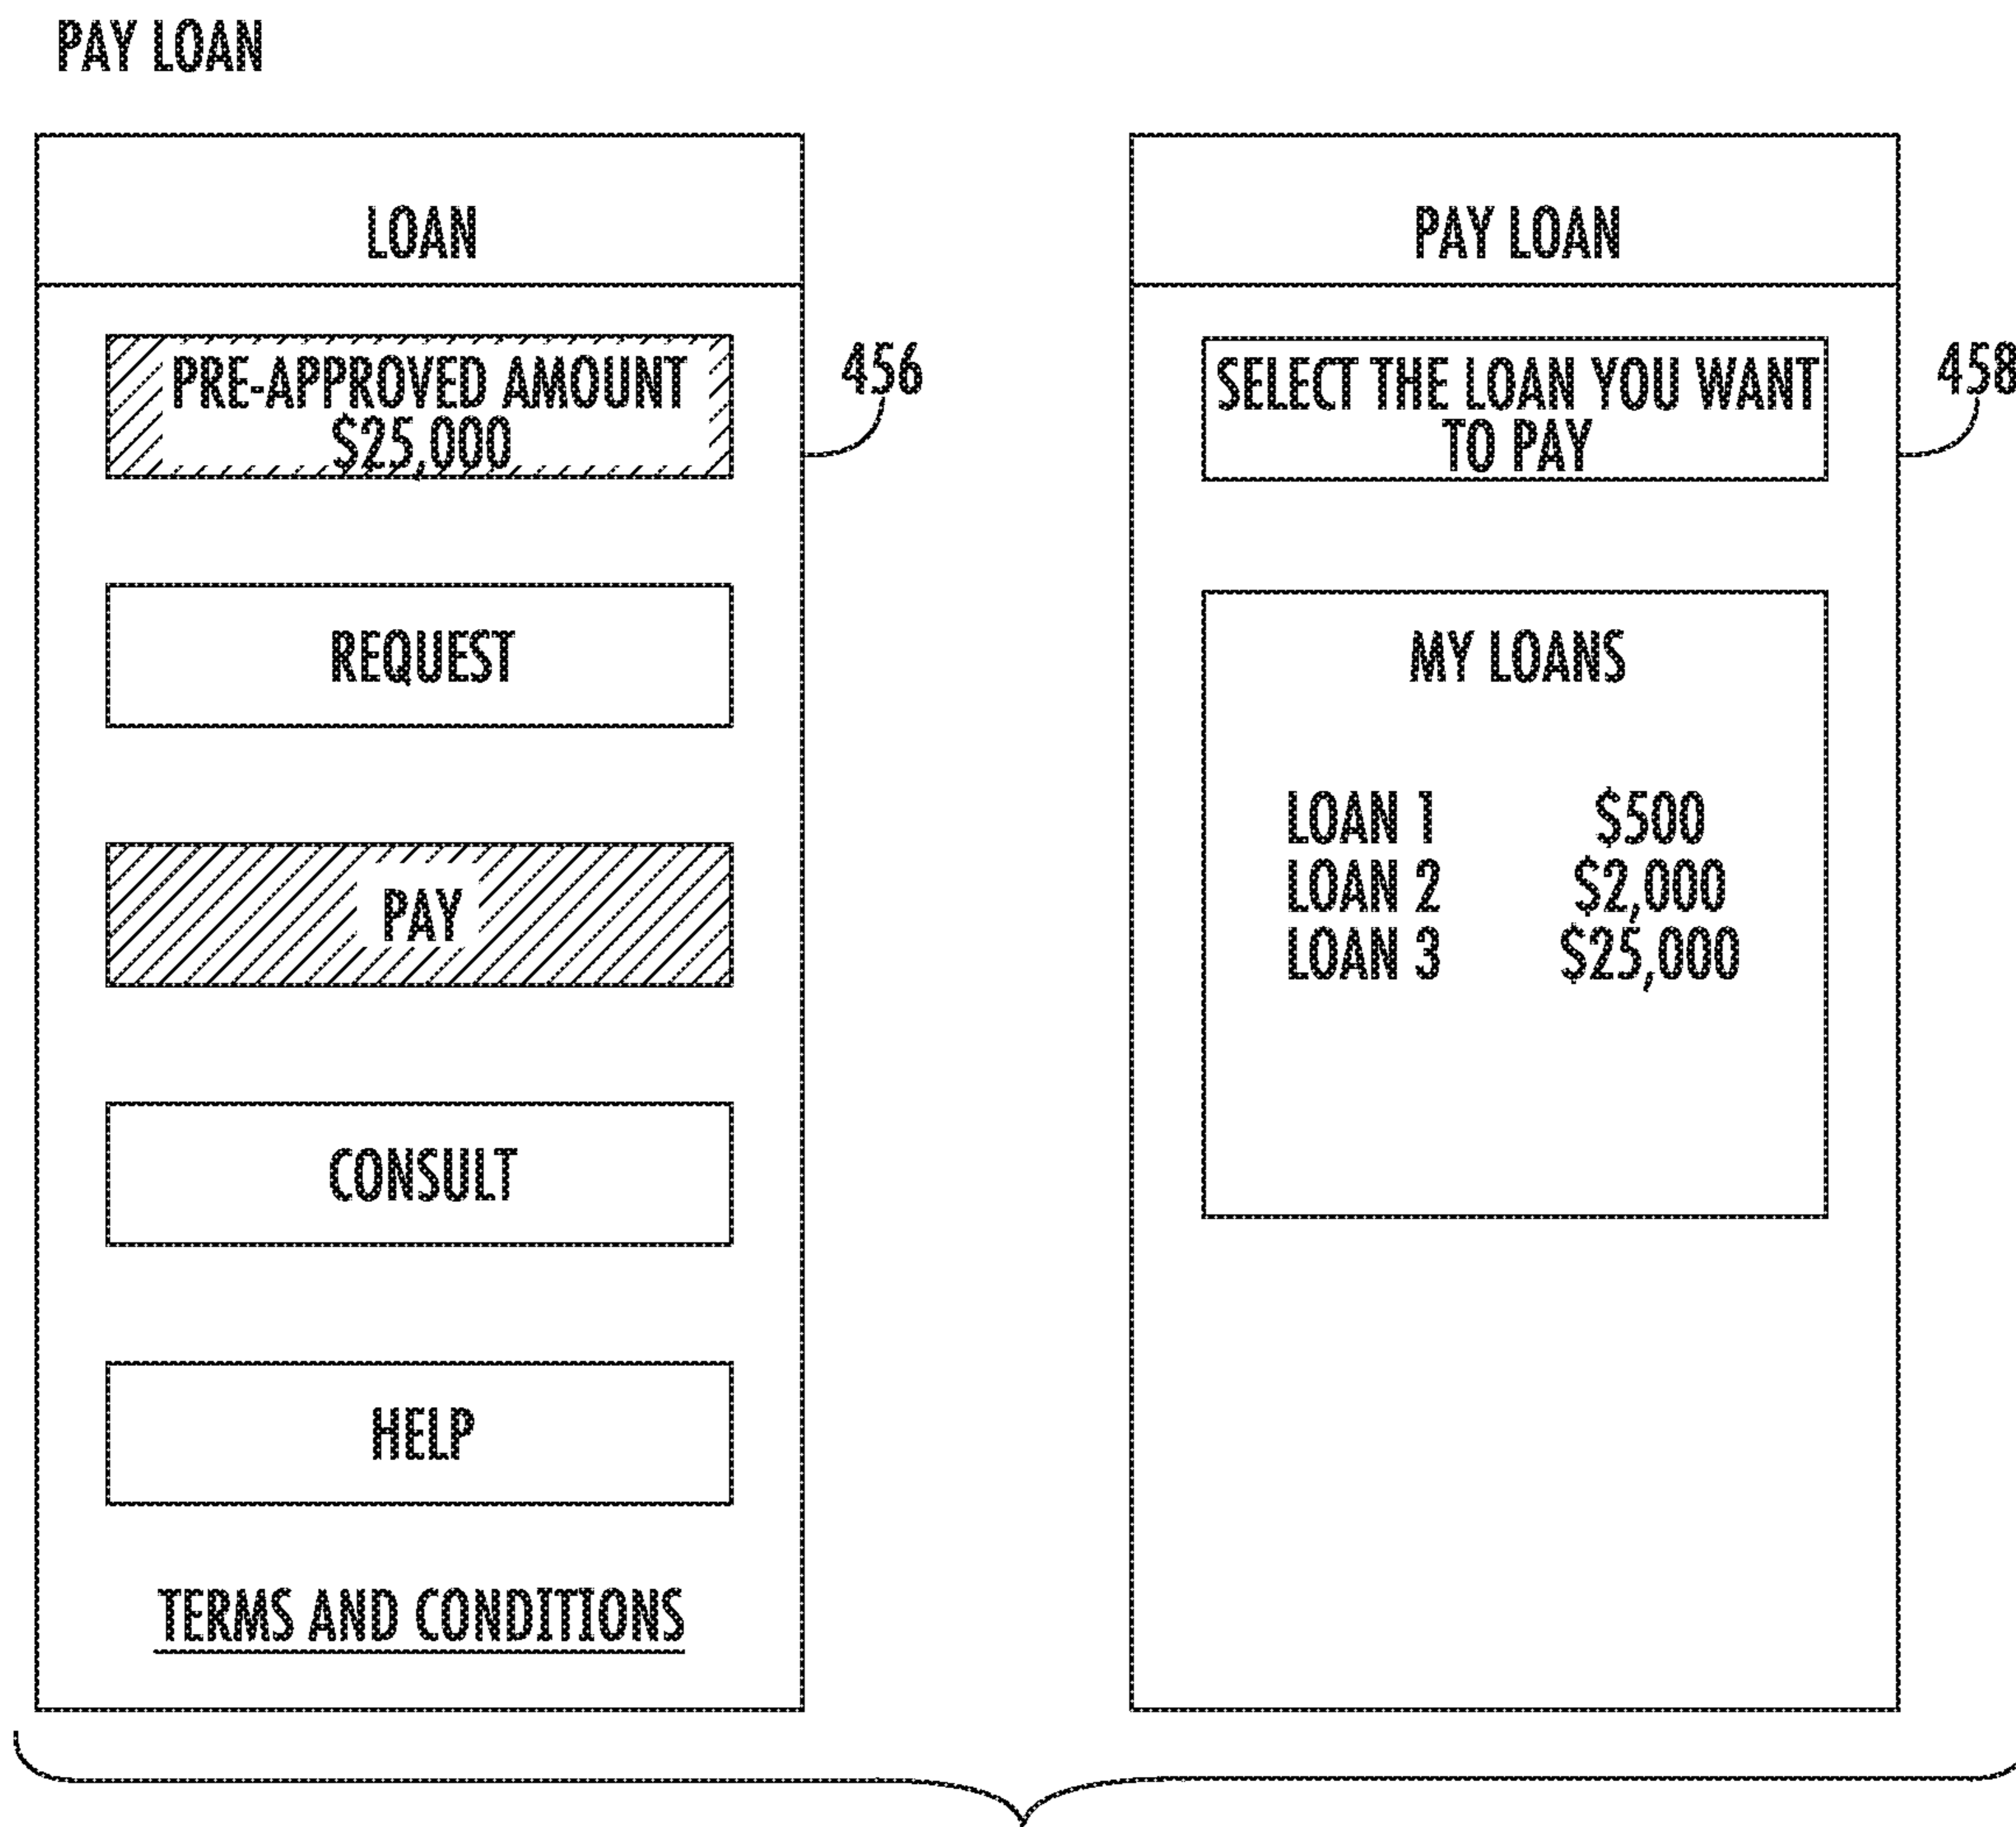 PAY LOAN
LOAN
PRE-APPROVED AMOUNT
$25,000
456
REQUEST
PAY
CONSULT
HELP
TERMS AND CONDITIONS
PAY LOAN
SELECT THE LOAN YOU WANT
TO PAY
458
MY LOANS
LOAN 1 $500
LOAN 2 $2,000
LOAN 3 $25,000